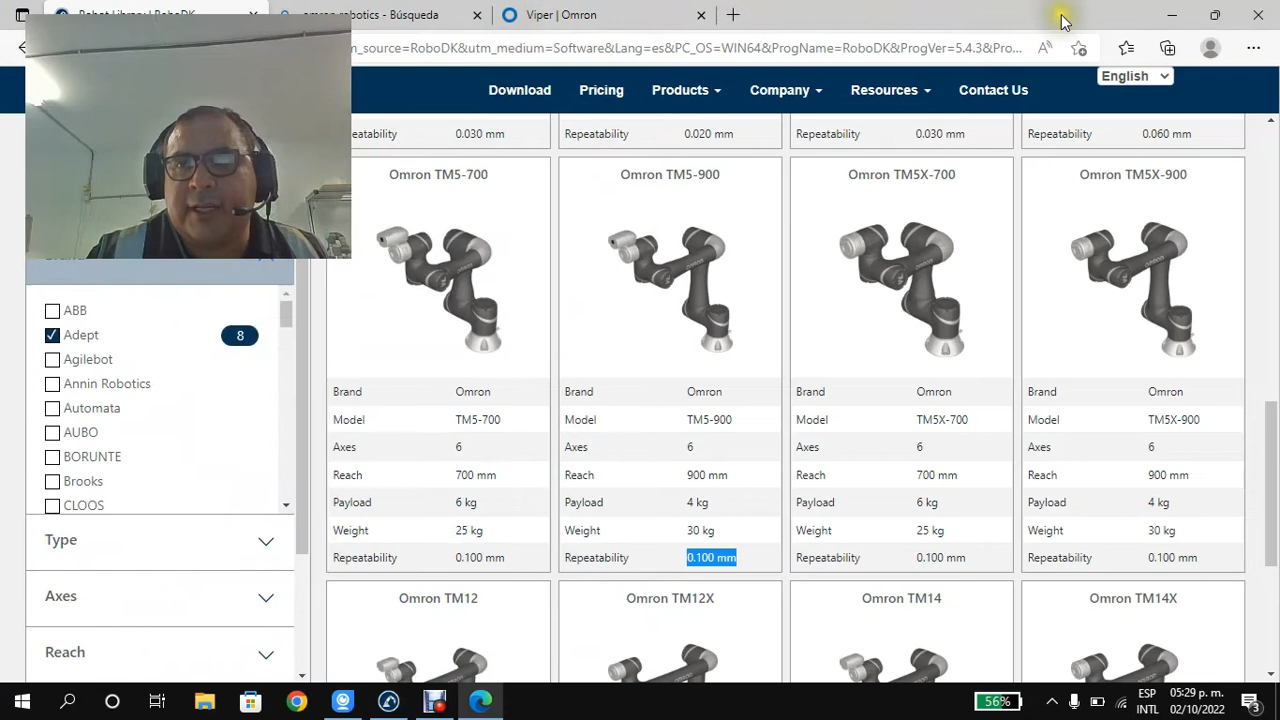 Robot Library | RoboDK
omron robotics - Búsqueda
Viper | Omron
m_source=RoboDK&utm_medium=Software&Lang=es&PC_OS=WIN64&ProgName=RoboDK&ProgVer=5.4.3&Pro...
English
Download Pricing Products Company Resources Contact Us
Repeatability 0.030 mm Repeatability 0.020 mm Repeatability 0.030 mm Repeatability 0.060 mm
Omron TM5-700 Omron TM5-900 Omron TM5X-700 Omron TM5X-900
OMRON OMRON
Brand Omron Brand Omron Brand Omron Brand Omron
Model TM5-700 Model TM5-900 Model TM5X-700 Model TM5X-900
Axes 6 Axes 6 Axes 6 Axes 6
Reach 700 mm Reach 900 mm Reach 700 mm Reach 900 mm
Payload 6 kg Payload 4 kg Payload 6 kg Payload 4 kg
Weight 25 kg Weight 30 kg Weight 25 kg Weight 30 kg
Repeatability 0.100 mm Repeatability 0.100 mm Repeatability 0.100 mm Repeatability 0.100 mm
Omron TM12 Omron TM12X Omron TM14 Omron TM14X
ABB
Adept 8
Agilebot
Annin Robotics
Automata
AUBO
BORUNTE
Brooks
CLOOS
Type
Axes
Reach
56%
ESP
INTL
05:29 p. m.
02/10/2022
3